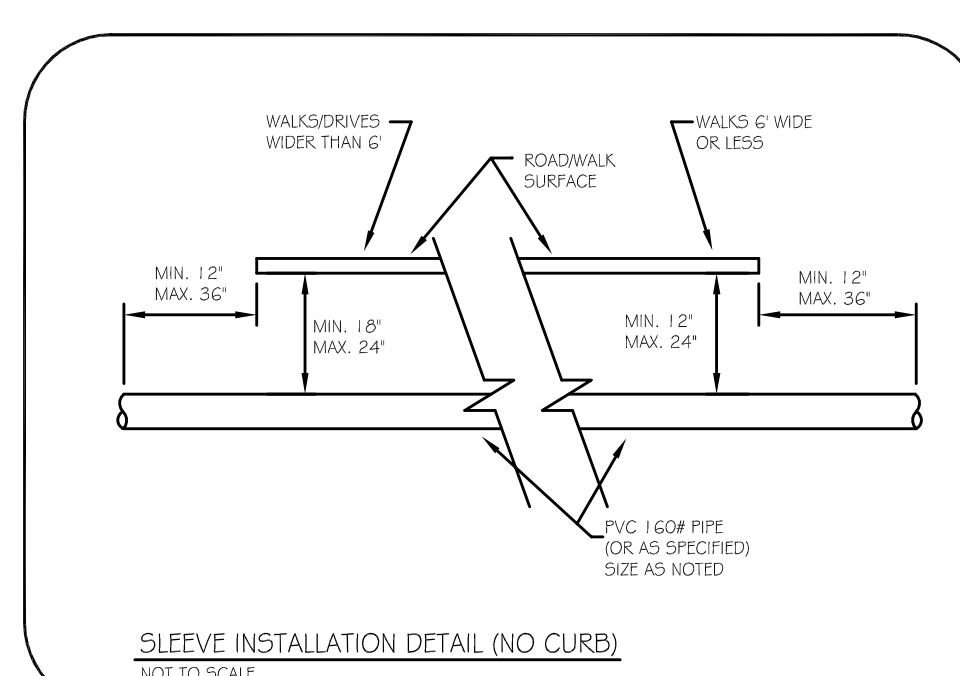 WALKS/DRIVES
WIDER THAN 6'
ROAD/WALK
SURFACE
WALKS 6' WIDE
OR LESS
MIN. 12"
MAX. 36"
MIN. 18"
MAX. 24"
MIN. 12"
MAX. 24"
MIN. 12"
MAX. 36"
PVC 160# PIPE
(OR AS SPECIFIED)
SIZE AS NOTED
SLEEVE INSTALLATION DETAIL (NO CURB)
NOT TO SCALE